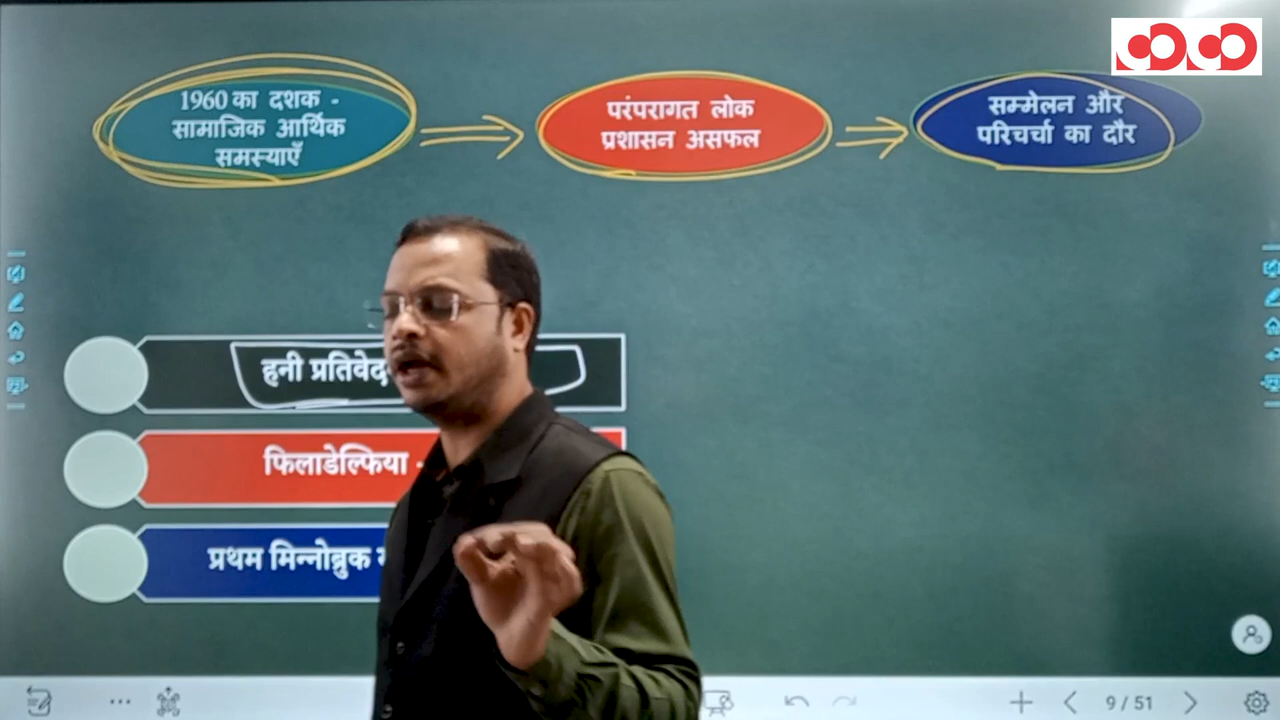 1960 का दशक -
सामाजिक आर्थिक
समस्याएँ
परंपरागत लोक
प्रशासन असफल
सम्मेलन और
परिचर्चा का दौर
हनी
फिलाडेल्फिया -
प्रथम मिन्नोब्रुक
9 / 51